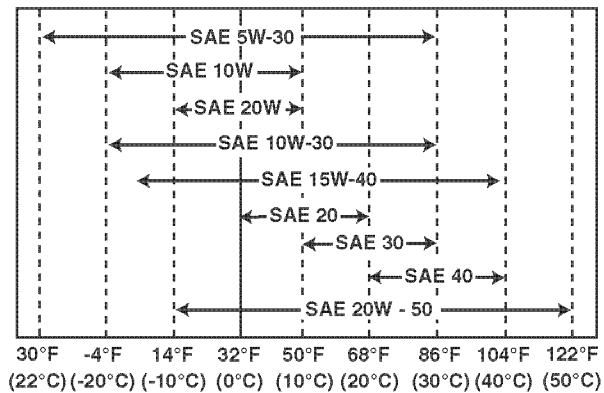 SAE 5W-30
SAE 10W
SAE 20W
SAE 10W-30
SAE 15W-40
SAE 20
SAE 30
SAE 40
SAE 20W - 50
30°F -4°F 14°F 32°F 50°F 68°F 86°F 104°F 122°F
(22°C) (-20°C) (-10°C) (0°C) (10°C) (20°C) (30°C) (40°C) (50°C)